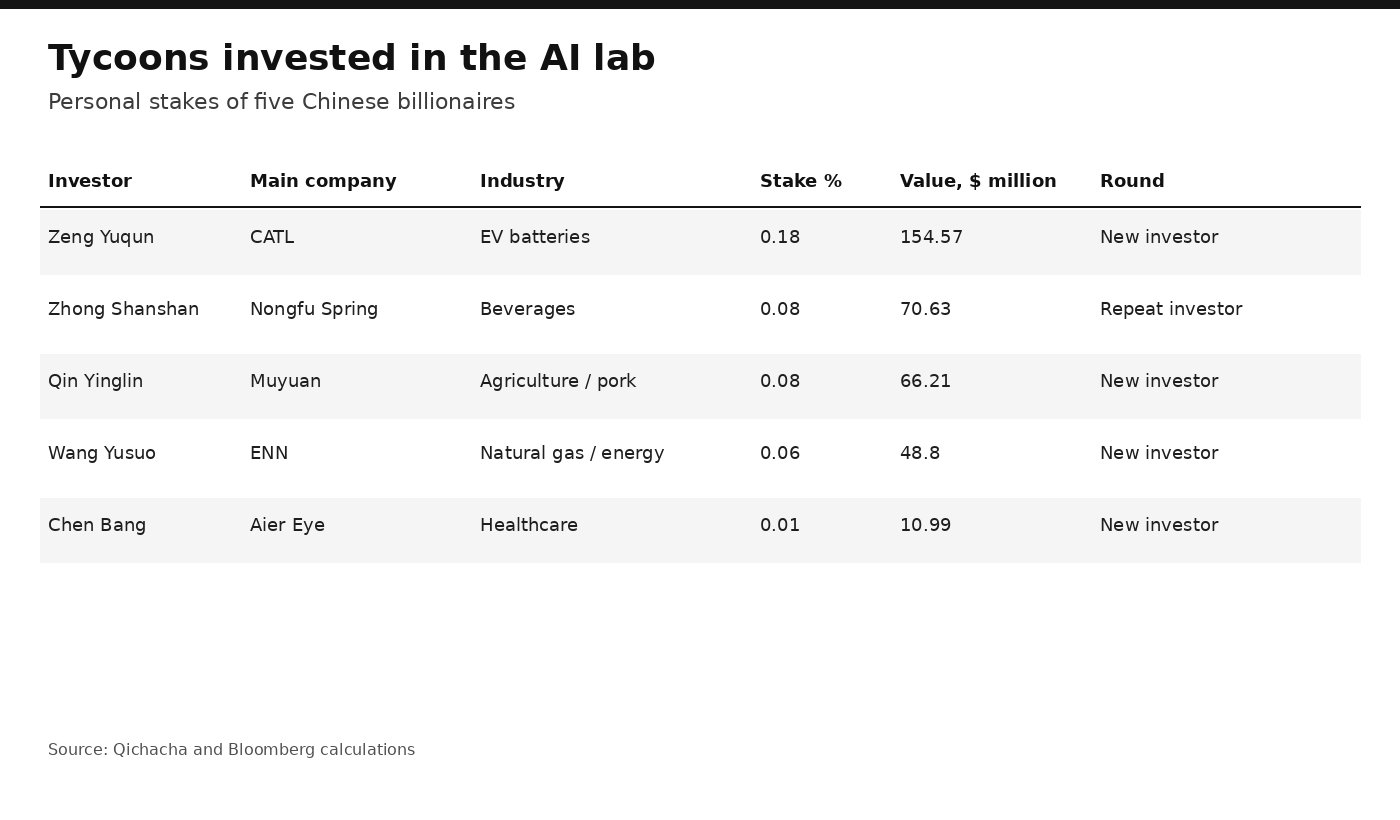 Tycoons invested in the AI lab
Personal stakes of five Chinese billionaires
Investor Main company Industry Stake % Value, $ million Round
Zeng Yuqun CATL EV batteries 0.18 154.57 New investor
Zhong Shanshan Nongfu Spring Beverages 0.08 70.63 Repeat investor
Qin Yinglin Muyuan Agriculture / pork 0.08 66.21 New investor
Wang Yusuo ENN Natural gas / energy 0.06 48.8 New investor
Chen Bang Aier Eye Healthcare 0.01 10.99 New investor
Source: Qichacha and Bloomberg calculations